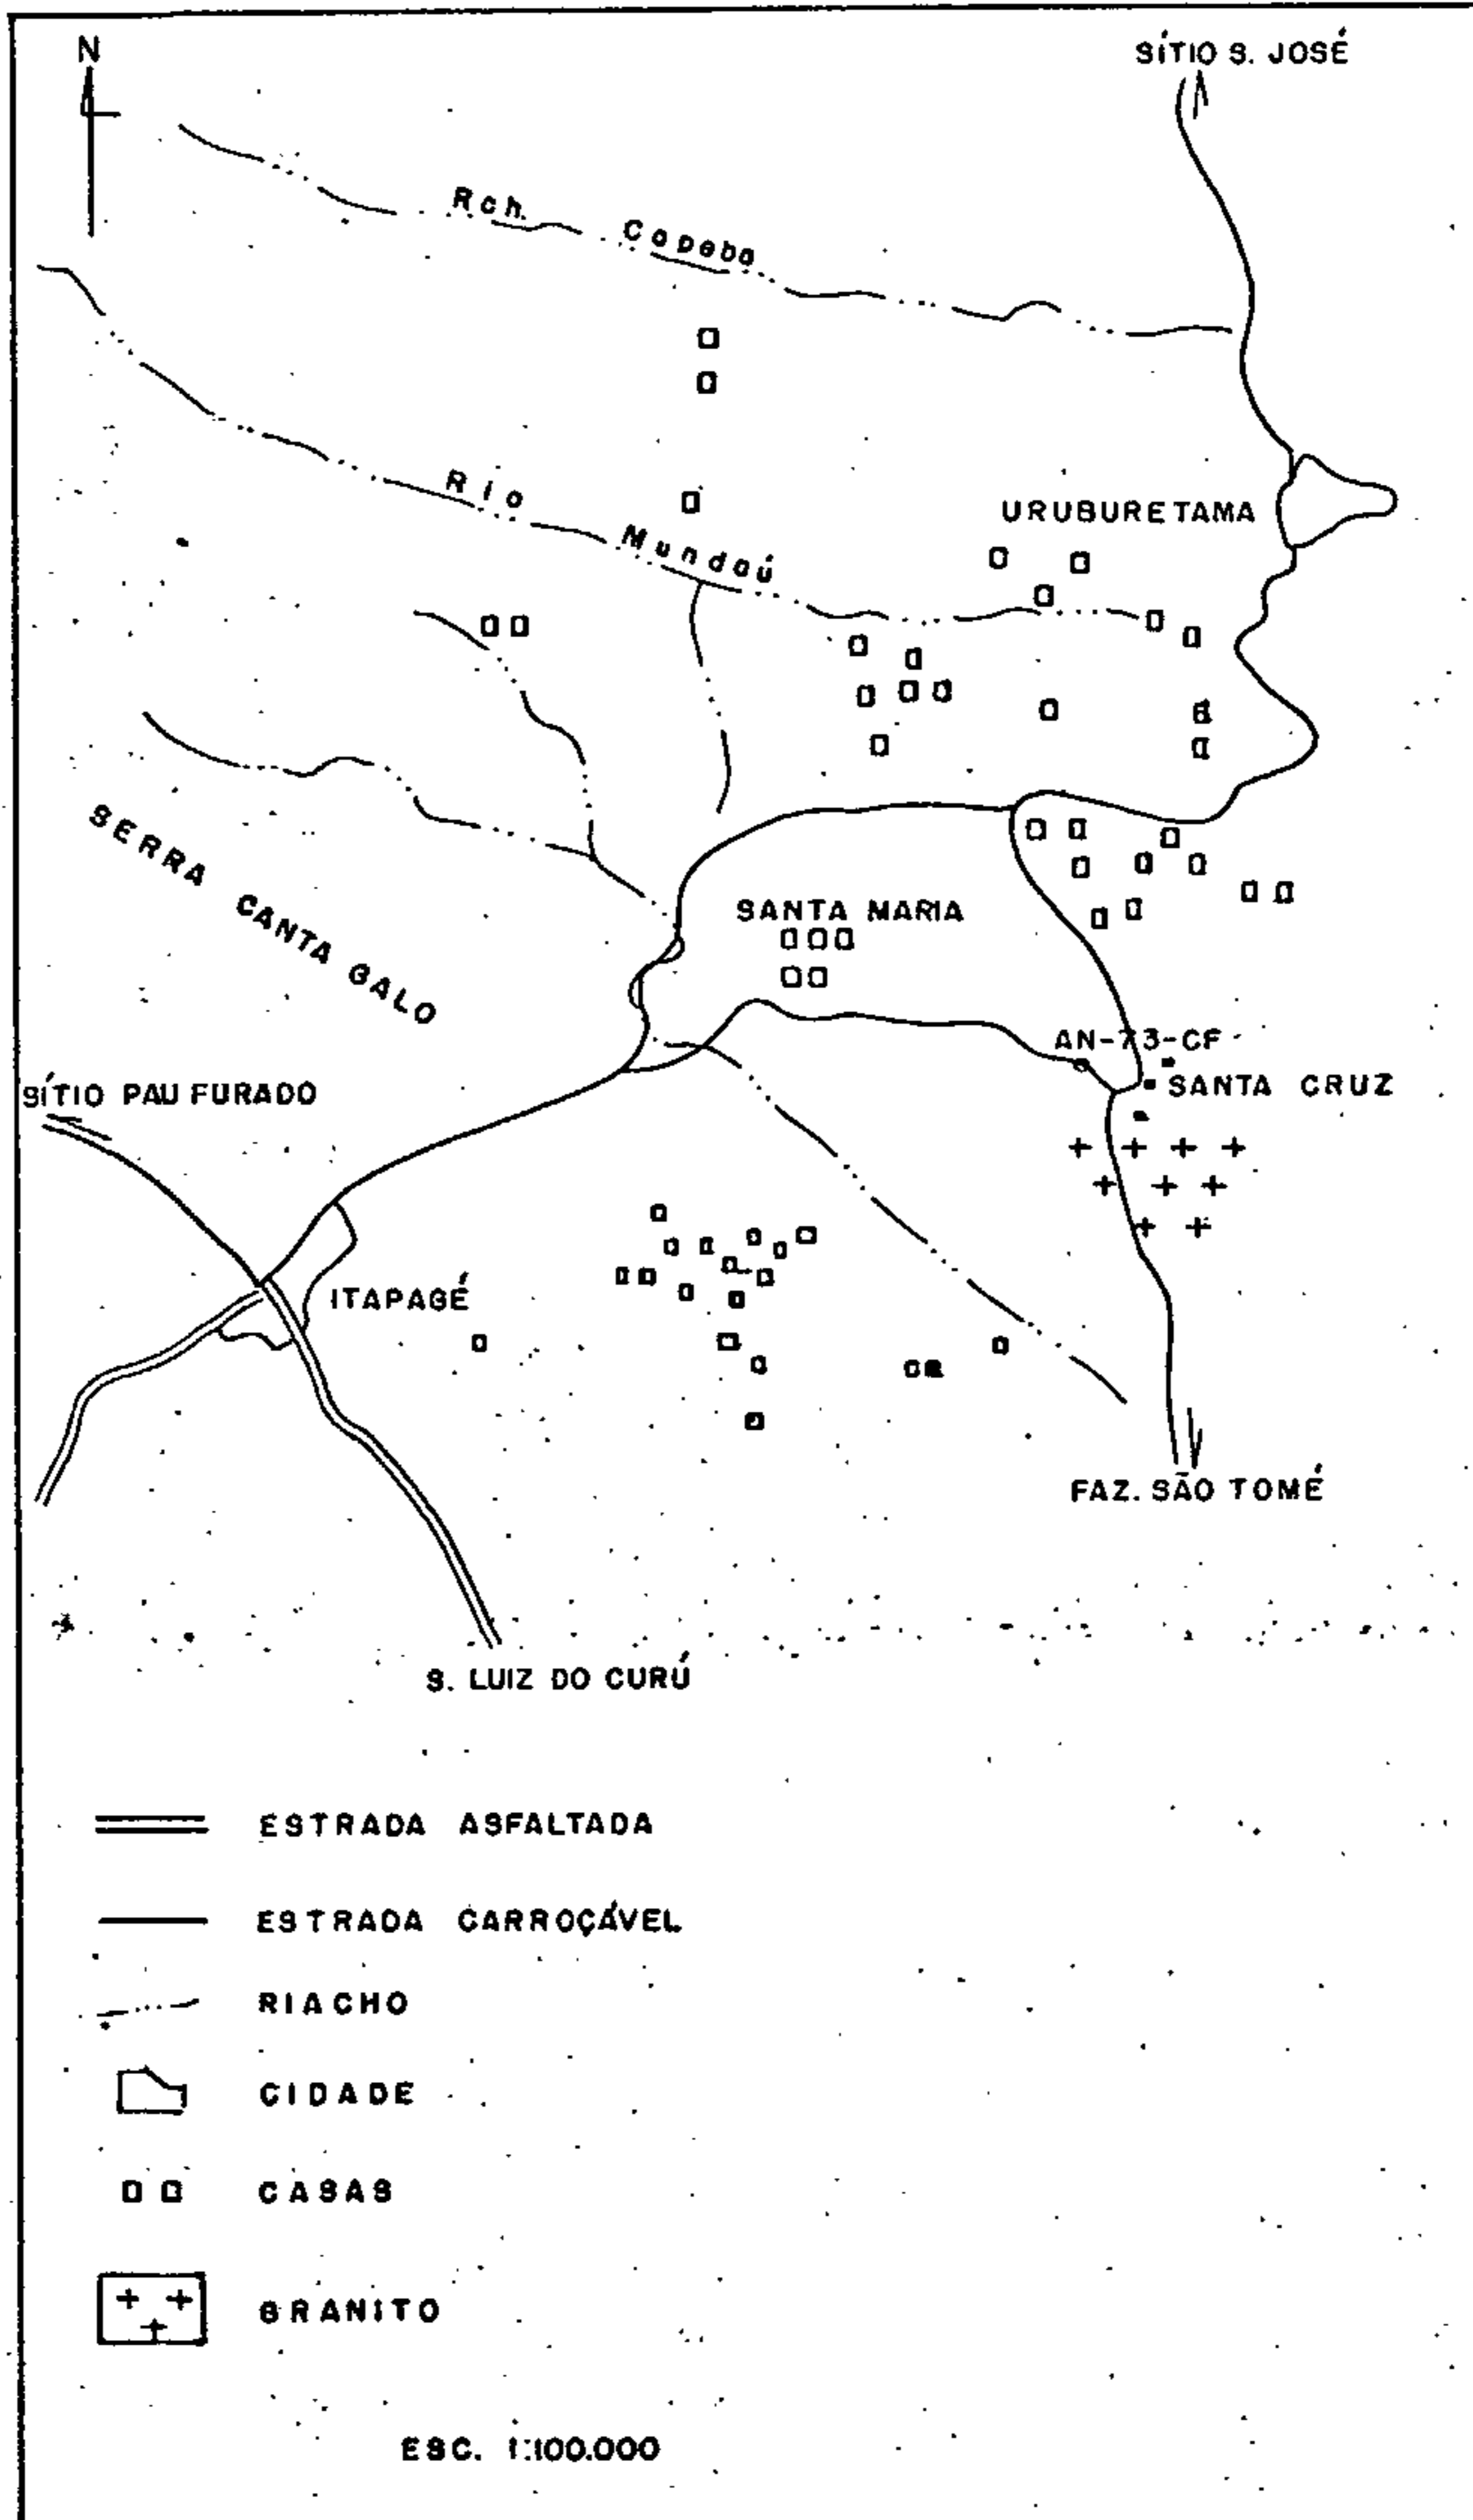 N
SÍTIO S. JOSÉ
Rch. Copeba
Rio Mundaú
URUBURETAMA
SERRA CANTA GALO
SANTA MARIA
AN-73-CF
SANTA CRUZ
SÍTIO PAU FURADO
ITAPAGÉ
FAZ. SÃO TOMÉ
S. LUIZ DO CURÚ
ESTRADA ASFALTADA
ESTRADA CARROÇÁVEL
RIACHO
CIDADE
CASAS
GRANITO
ESC. 1:100.000